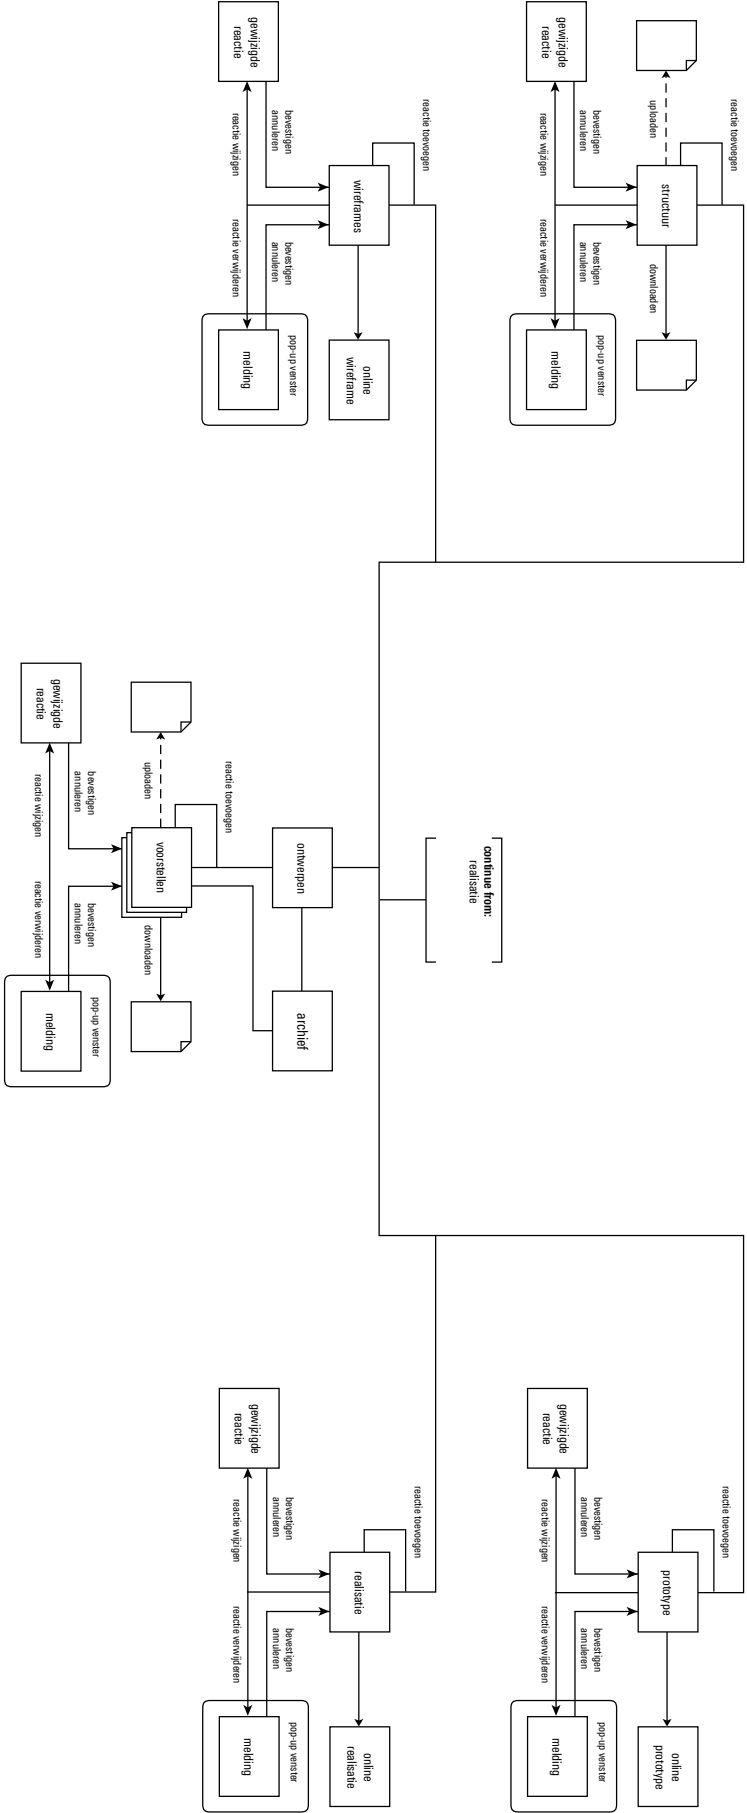 continue from:
realisatie
reactie toevoegen
structuur
uploaden
downloaden
bevestigen
annuleren
reactie wijzigen
gewijzigde
reactie
bevestigen
annuleren
reactie verwijderen
pop-up venster
melding
reactie toevoegen
wireframes
online
wireframe
bevestigen
annuleren
reactie wijzigen
gewijzigde
reactie
bevestigen
annuleren
reactie verwijderen
pop-up venster
melding
ontwerpen
archief
reactie toevoegen
voorstellen
uploaden
downloaden
bevestigen
annuleren
reactie wijzigen
gewijzigde
reactie
bevestigen
annuleren
reactie verwijderen
pop-up venster
melding
reactie toevoegen
prototype
online
prototype
bevestigen
annuleren
reactie wijzigen
gewijzigde
reactie
bevestigen
annuleren
reactie verwijderen
pop-up venster
melding
reactie toevoegen
realisatie
online
realisatie
bevestigen
annuleren
reactie wijzigen
gewijzigde
reactie
bevestigen
annuleren
reactie verwijderen
pop-up venster
melding